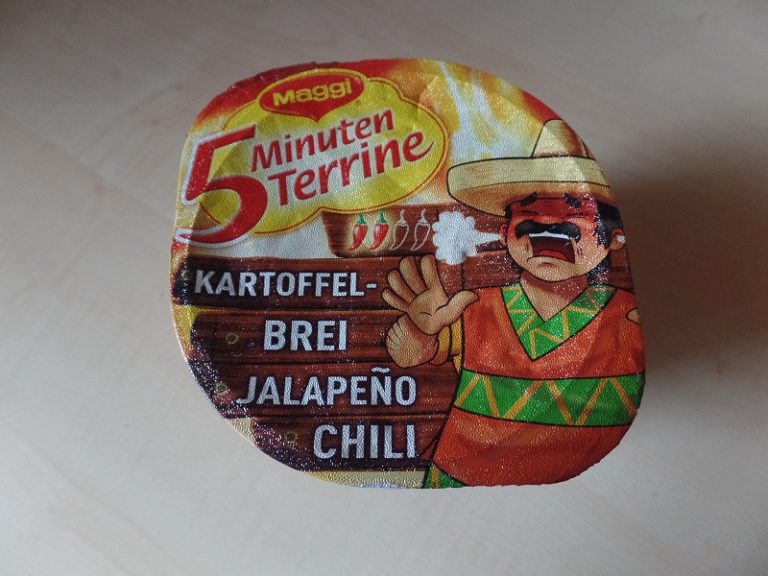 Maggi
5 Minuten
Terrine
KARTOFFEL-
BREI
JALAPEÑO
CHILI